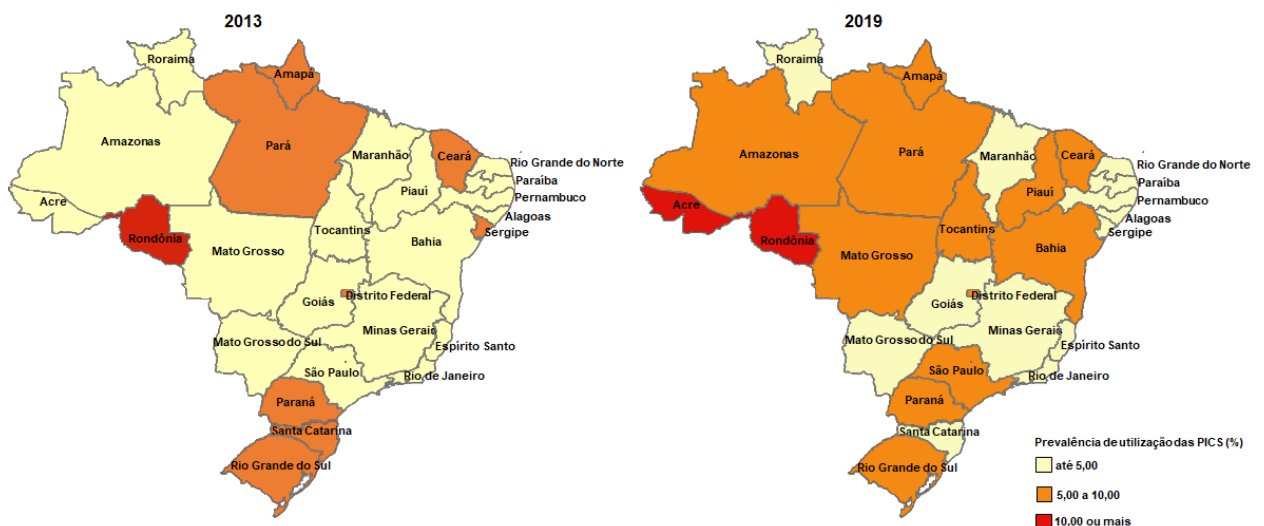 2013
Roraima
Amapá
Amazonas
Pará
Maranhão
Ceará
Rio Grande do Norte
Paraíba
Piauí
Pernambuco
Acre
Alagoas
Sergipe
Rondônia
Tocantins
Bahia
Mato Grosso
Goiás
Distrito Federal
Minas Gerais
Mato Grosso do Sul
Espírito Santo
São Paulo
Rio de Janeiro
Paraná
Santa Catarina
Rio Grande do Sul
2019
Roraima
Amapá
Amazonas
Pará
Maranhão
Ceará
Rio Grande do Norte
Paraíba
Piauí
Pernambuco
Acre
Alagoas
Sergipe
Rondônia
Tocantins
Bahia
Mato Grosso
Goiás
Distrito Federal
Minas Gerais
Mato Grosso do Sul
Espírito Santo
São Paulo
Rio de Janeiro
Paraná
Santa Catarina
Rio Grande do Sul
Prevalência de utilização das PICS (%)
até 5,00
5,00 a 10,00
10.00 ou mais